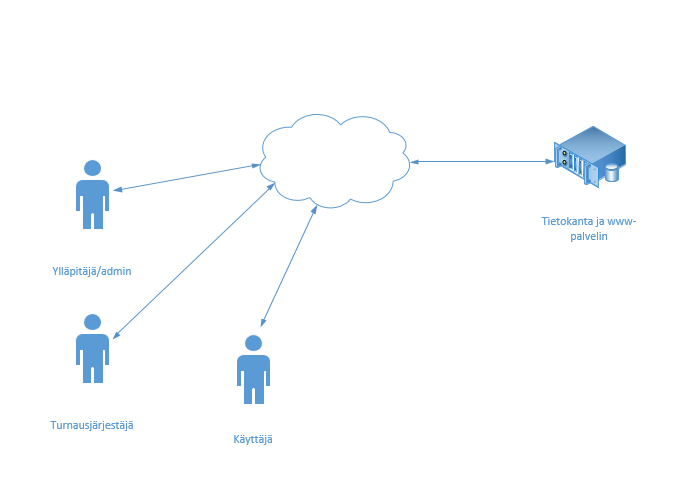 Tietokanta ja www-
palvelin
Ylläpitäjä/admin
Turnausjärjestäjä
Käyttäjä